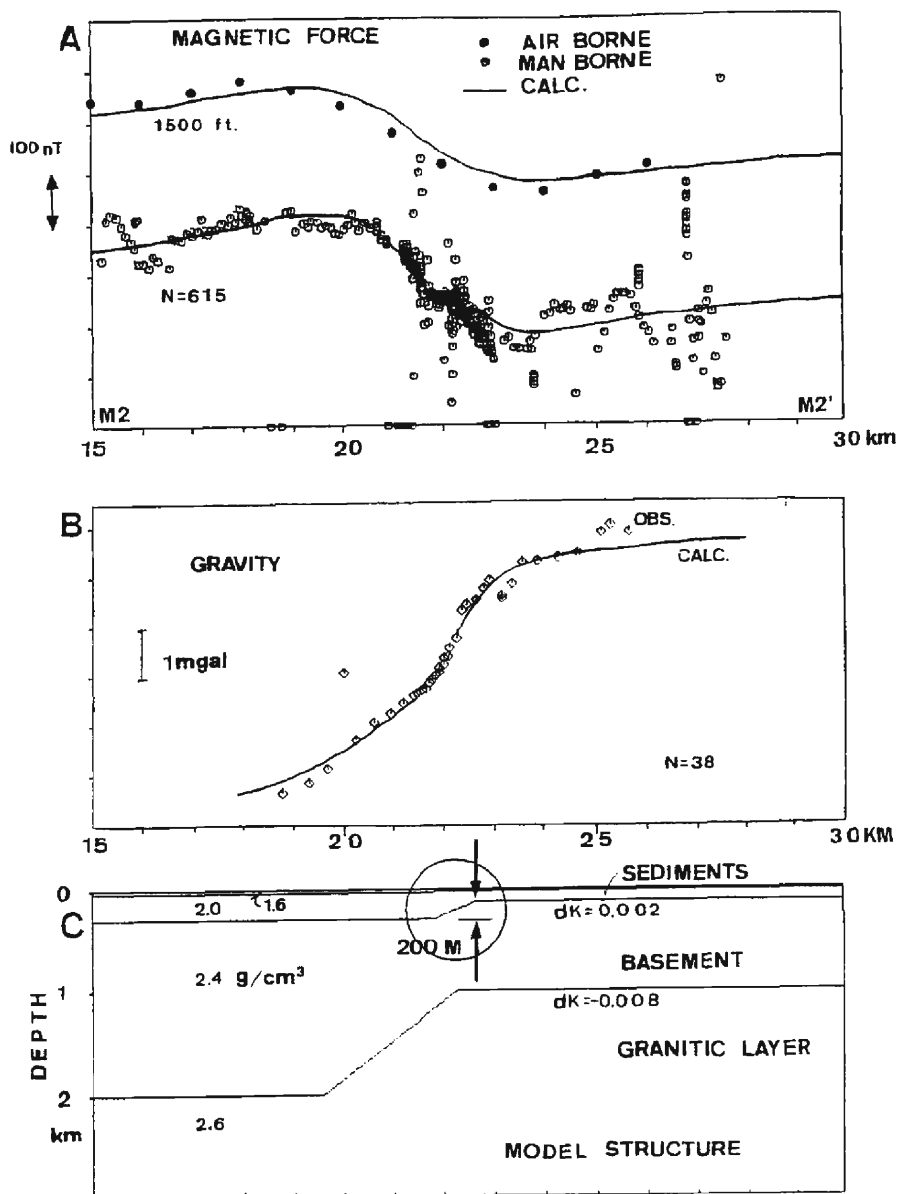 A
MAGNETIC FORCE
AIR BORNE
MAN BORNE
CALC.
1500 ft.
100 nT
N=615
M2
M2'
15 20 25 30 km
B
GRAVITY
OBS.
CALC.
1mgal
N=38
15 20 25 30 KM
SEDIMENTS
0
2.0
1.6
dK=0.002
C
200 M
2.4 g/cm³
BASEMENT
1
dK=-0.008
DEPTH
GRANITIC LAYER
2
km
2.6
MODEL STRUCTURE